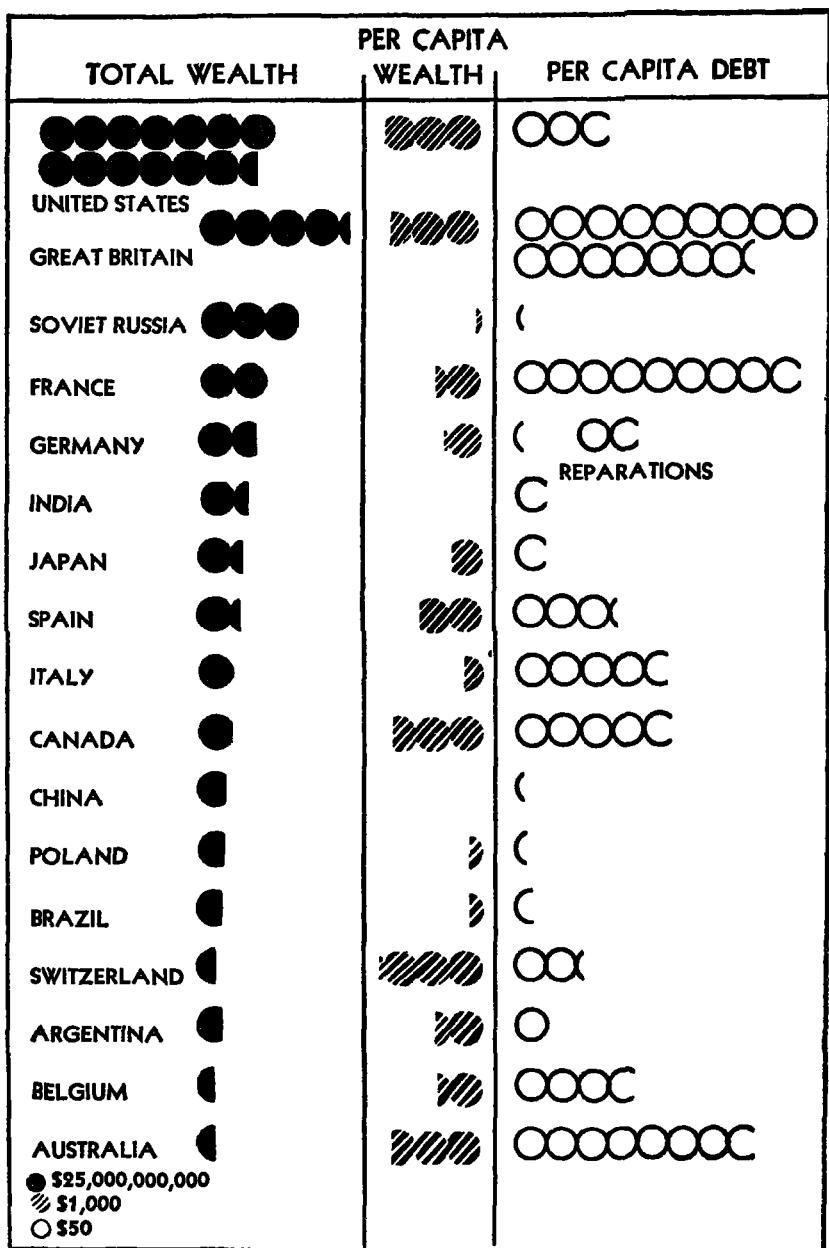 TOTAL WEALTH
PER CAPITA
WEALTH
PER CAPITA DEBT
UNITED STATES
GREAT BRITAIN
SOVIET RUSSIA
FRANCE
GERMANY
REPARATIONS
INDIA
JAPAN
SPAIN
ITALY
CANADA
CHINA
POLAND
BRAZIL
SWITZERLAND
ARGENTINA
BELGIUM
AUSTRALIA
$25,000,000,000
$1,000
$50